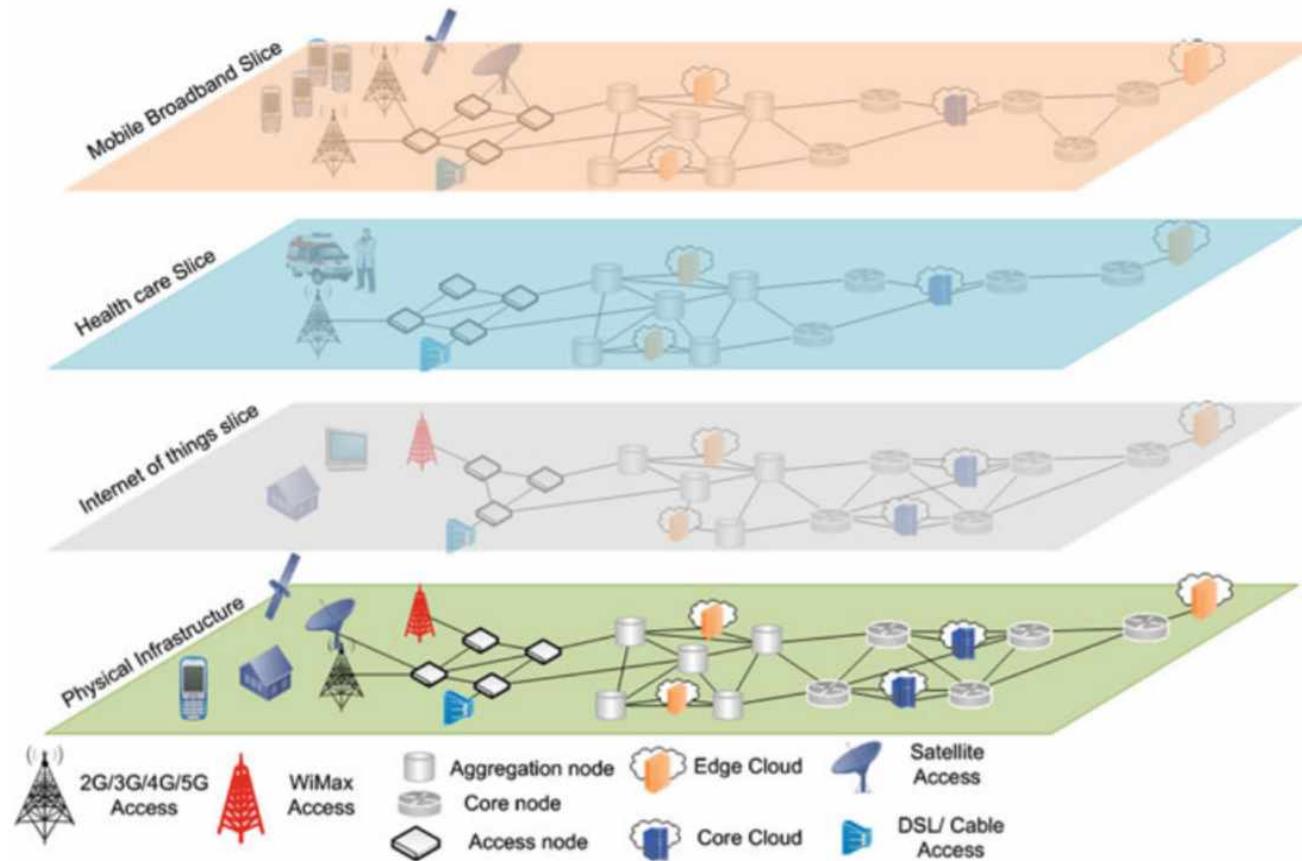 Mobile Broadband Slice
Health care Slice
Internet of things slice
Physical Infrastructure
2G/3G/4G/5G
Access
WiMax
Access
Aggregation node
Core node
Access node
Edge Cloud
Core Cloud
Satellite
Access
DSL/ Cable
Access